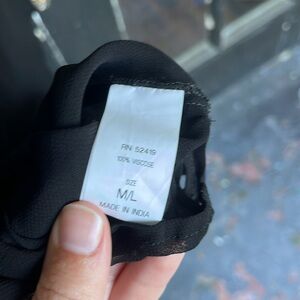 RN 52419
100% VISCOSE
SIZE
M/L
MADE IN INDIA